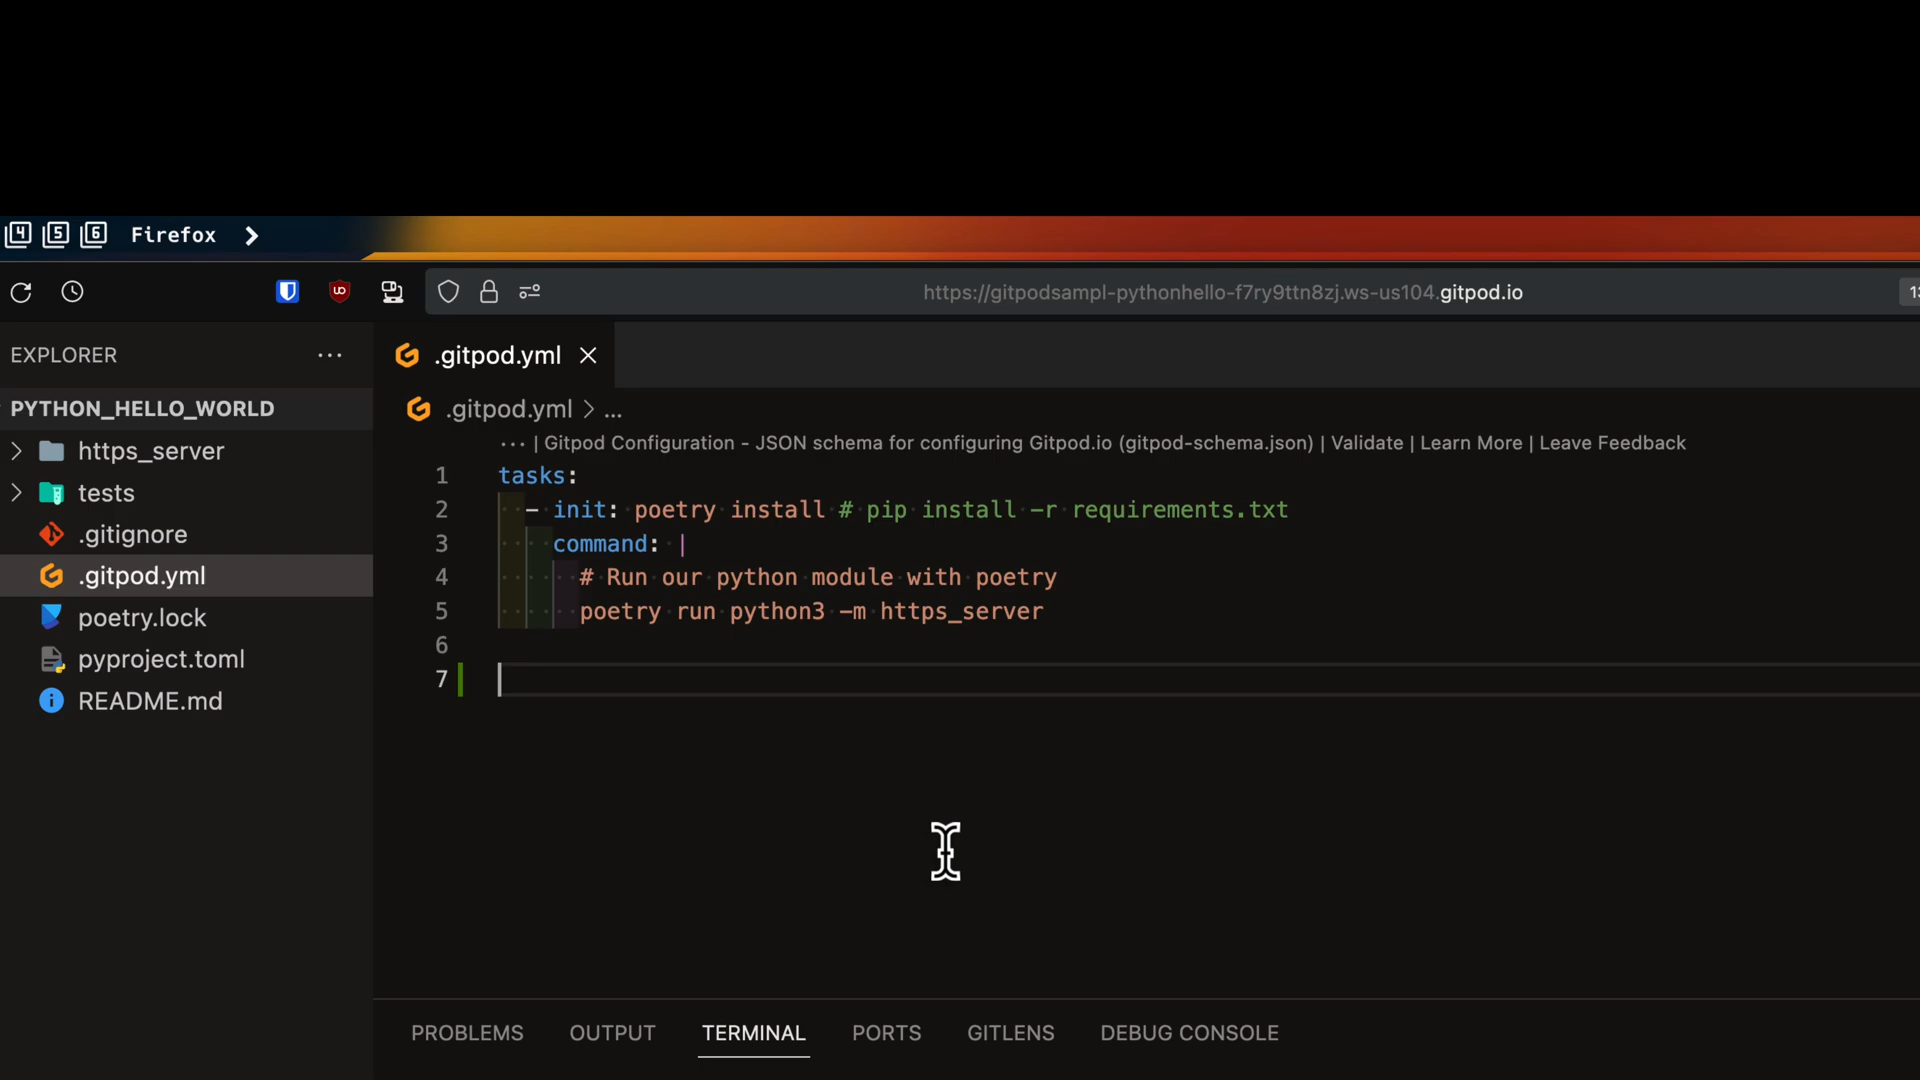 4 5 6 Firefox
https://gitpodsampl-pythonhello-f7ry9ttn8zj.ws-us104.gitpod.io
EXPLORER ···
.gitpod.yml
PYTHON_HELLO_WORLD
.gitpod.yml > ...
··· | Gitpod Configuration - JSON schema for configuring Gitpod.io (gitpod-schema.json) | Validate | Learn More | Leave Feedback
https_server
tests
.gitignore
.gitpod.yml
poetry.lock
pyproject.toml
README.md
1 tasks:
2 - init: poetry install # pip install -r requirements.txt
3 command: |
4 # Run our python module with poetry
5 poetry run python3 -m https_server
6
7
PROBLEMS OUTPUT TERMINAL PORTS GITLENS DEBUG CONSOLE